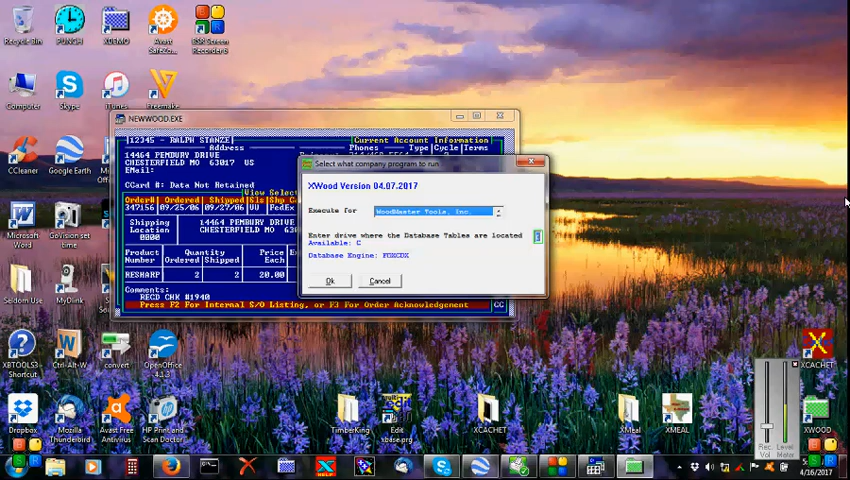 Recycle Bin
PUNCH
XDEMO
Avast SafeZo...
BSR Screen Recorder 6
Computer
Skype
iTunes
Freemake
CCleaner
Google Earth
Microsoft Word
GoVision set time
Seldom Use
MyDlink
XBTOOLS3 - Shortcut
Ctrl-Alt-W
convert
OpenOffice 4.1.3
Dropbox
Mozilla Thunderbird
Avast Free Antivirus
HP Print and Scan Doctor
TimberKing
Edit xbase.prg
XCACHET
XMeal
XMEAL
XCACHET
XWOOD
NEWWOOD.EXE
[12345 - RALPH STANZE]
Current Account Information
Address
Phones
Type
Cycle
Terms
14464 PEMBURY DRIVE
CHESTERFIELD MO 63017 US
EMail:
CCard #: Data Not Retained
View Select
Order# Ordered Shipped Sls Shp
347156 09/25/06 09/27/06 UU FedEx
Shipping Location 0000
14464 PEMBURY DRIVE
CHESTERFIELD MO 630
Product Number
Quantity Ordered Shipped
Price Each
RESHARP 2 2 20.00
Comments:
RECD CHK #1940
Press F2 For Internal S/O Listing, or F3 For Order Acknowledgement
CC
Select what company program to run
XWood Version 04.07.2017
Execute for
WoodMaster Tools, Inc.
Enter drive where the Database Tables are located
Available: C
Database Engine: FOXCDX
Ok
Cancel
Rec. Vol
Level Meter
HELP
4/16/2017